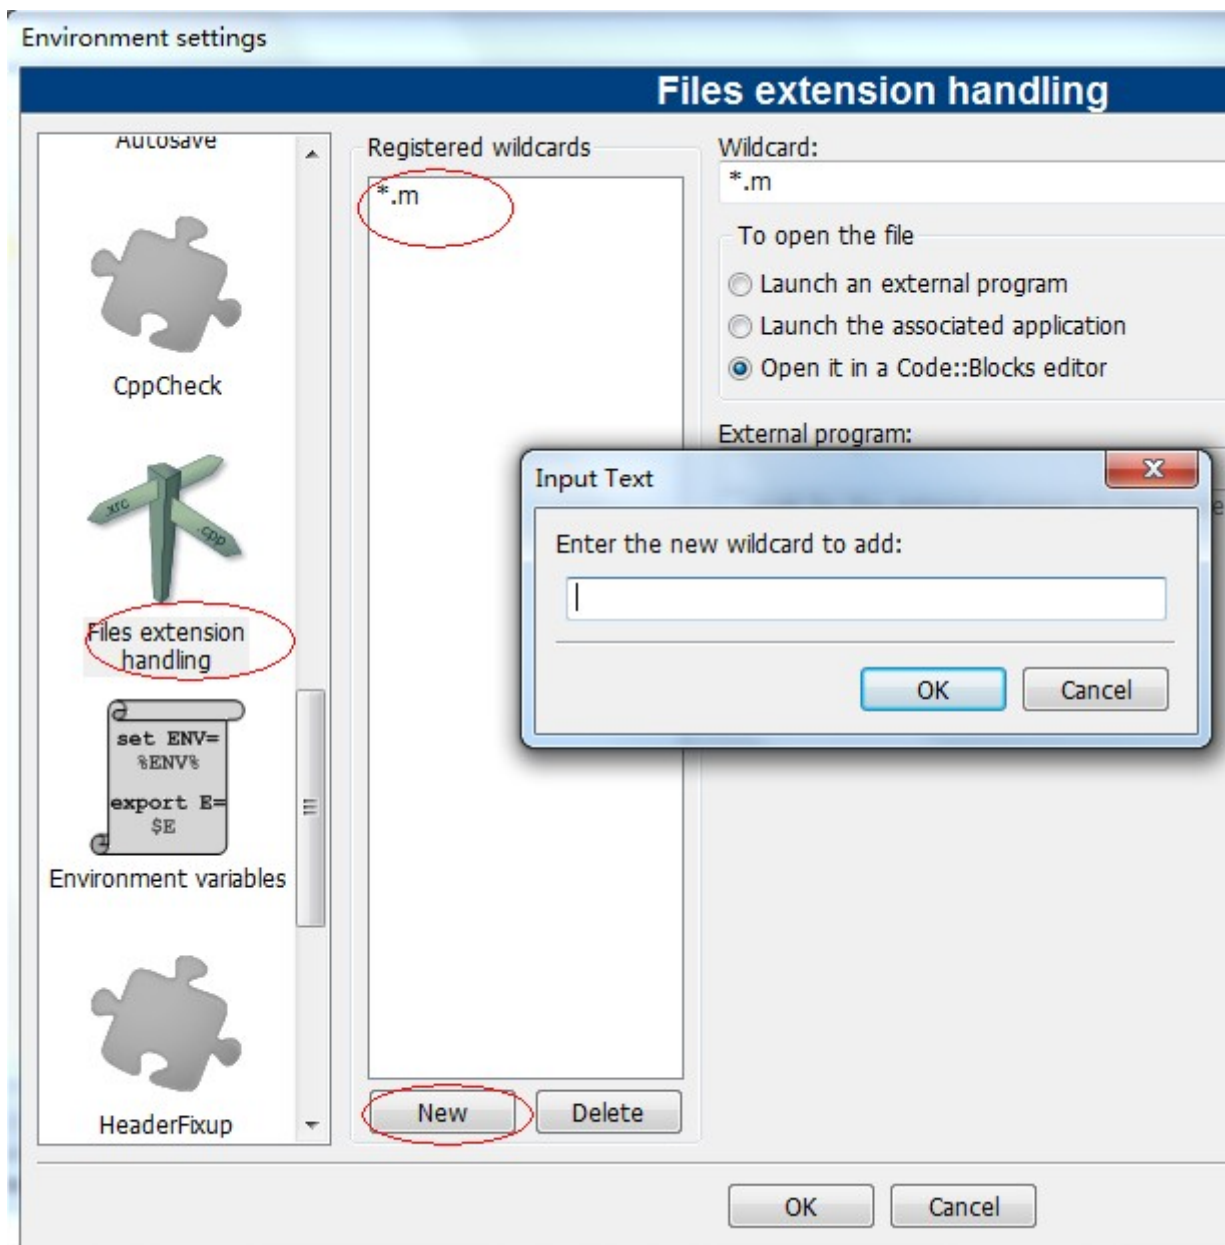 Environment settings
Files extension handling
Autosave
CppCheck
.xrc
.cpp
Files extension
handling
set ENV=
%ENV%
export E=
$E
Environment variables
HeaderFixup
Registered wildcards
*.m
New
Delete
Wildcard:
*.m
To open the file
Launch an external program
Launch the associated application
Open it in a Code::Blocks editor
External program:
Input Text
Enter the new wildcard to add:
OK
Cancel
OK
Cancel